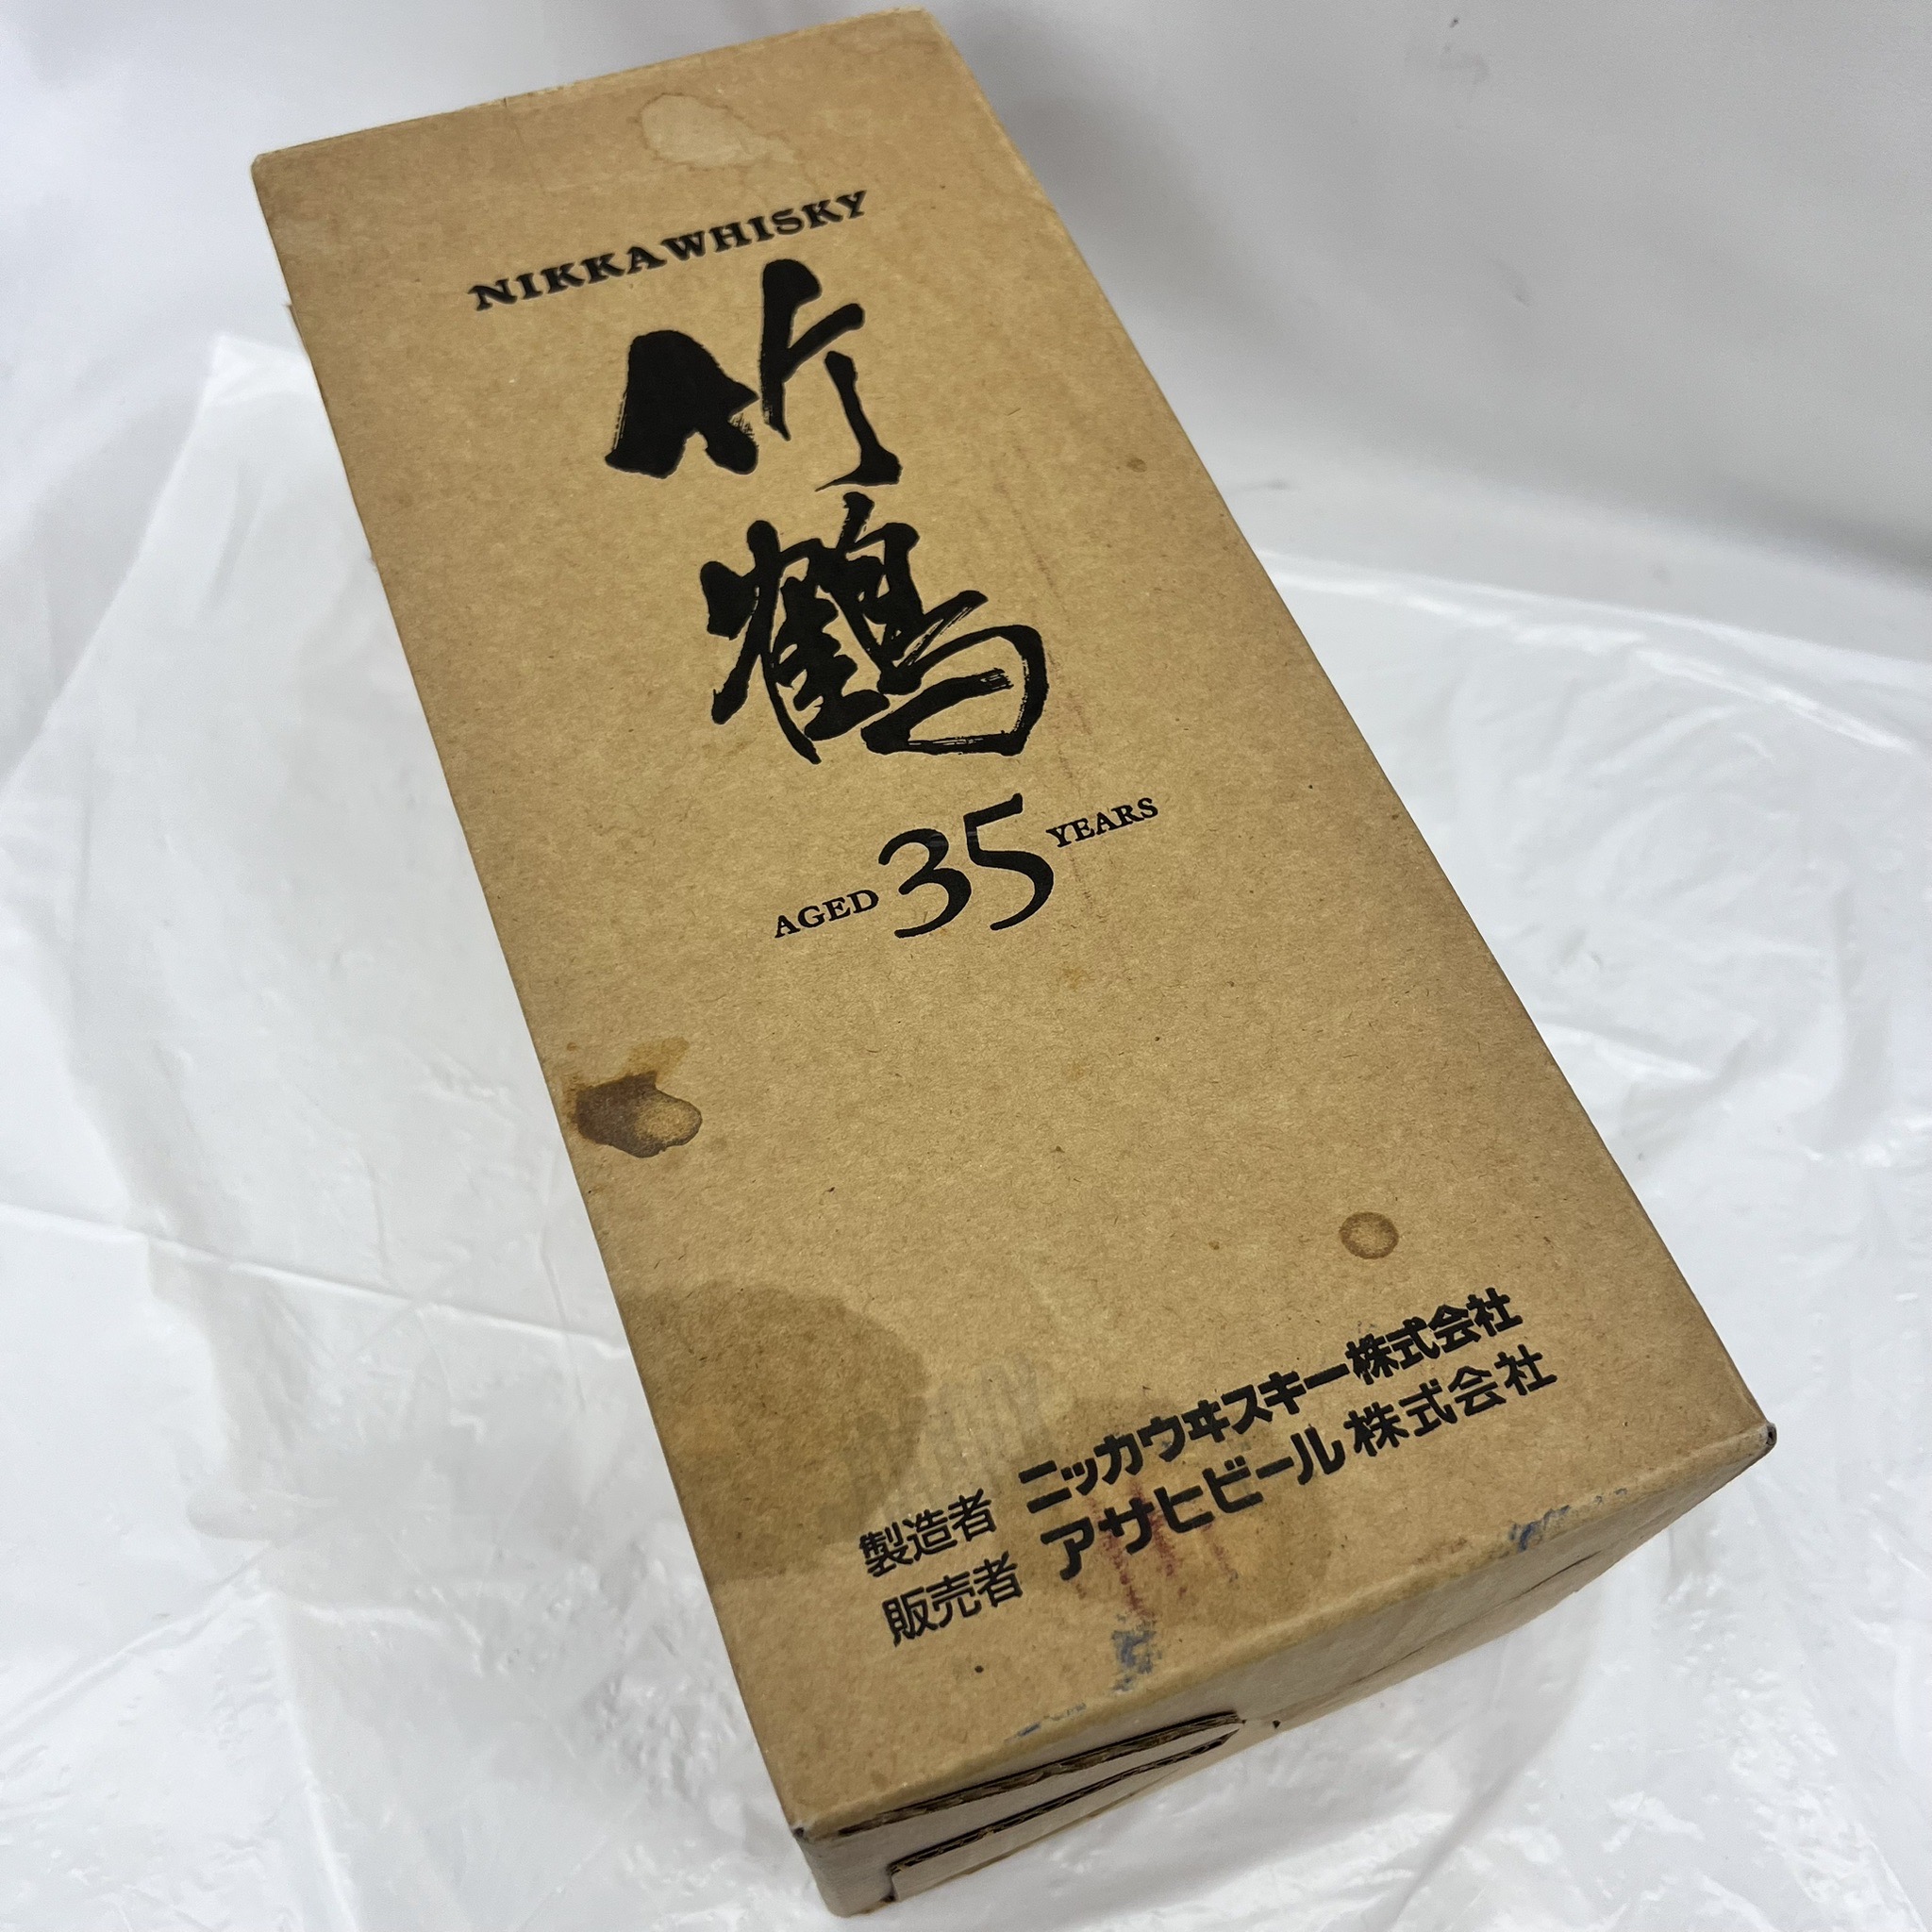 NIKKA WHISKY
竹
鶴
AGED 35 YEARS
製造者 ニッカウヰスキー株式会社
販売者 アサヒビール株式会社